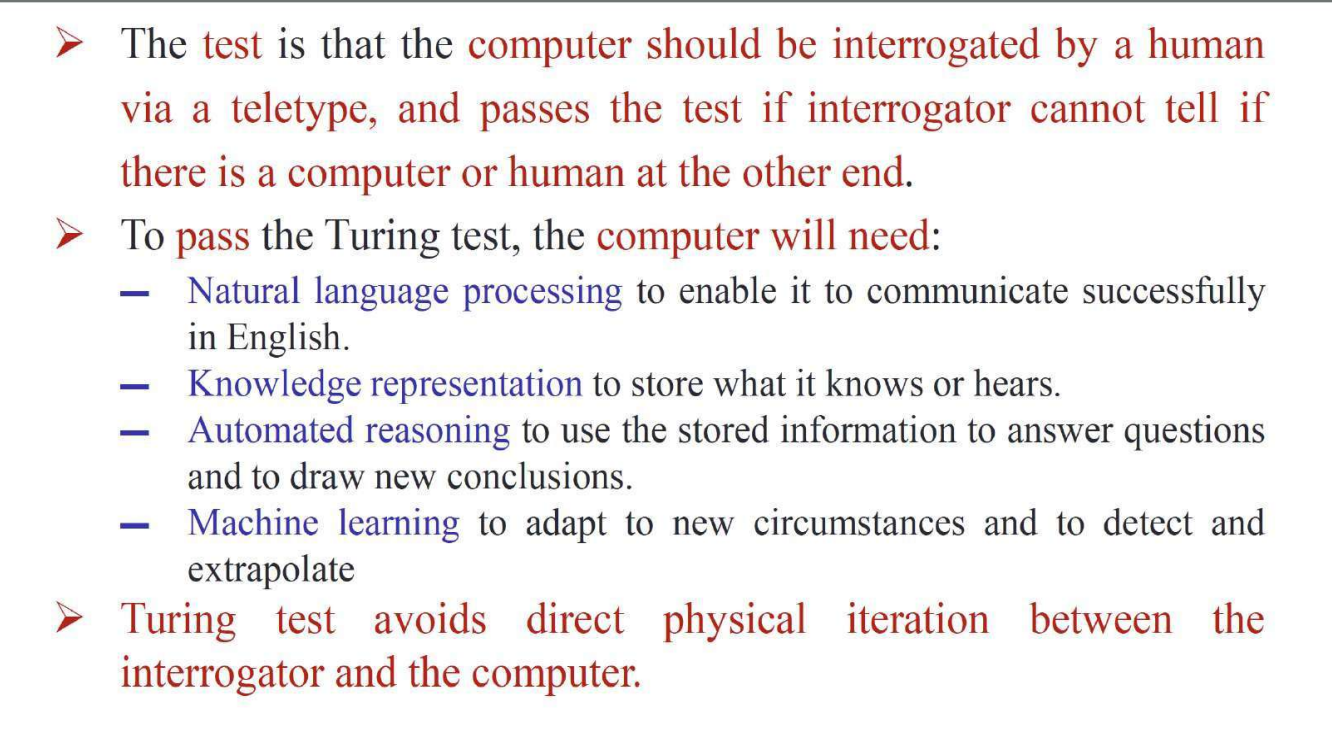 ➢ The test is that the computer should be interrogated by a human
via a teletype, and passes the test if interrogator cannot tell if
there is a computer or human at the other end.
➢ To pass the Turing test, the computer will need:
– Natural language processing to enable it to communicate successfully
in English.
– Knowledge representation to store what it knows or hears.
– Automated reasoning to use the stored information to answer questions
and to draw new conclusions.
– Machine learning to adapt to new circumstances and to detect and
extrapolate
➢ Turing test avoids direct physical iteration between the
interrogator and the computer.